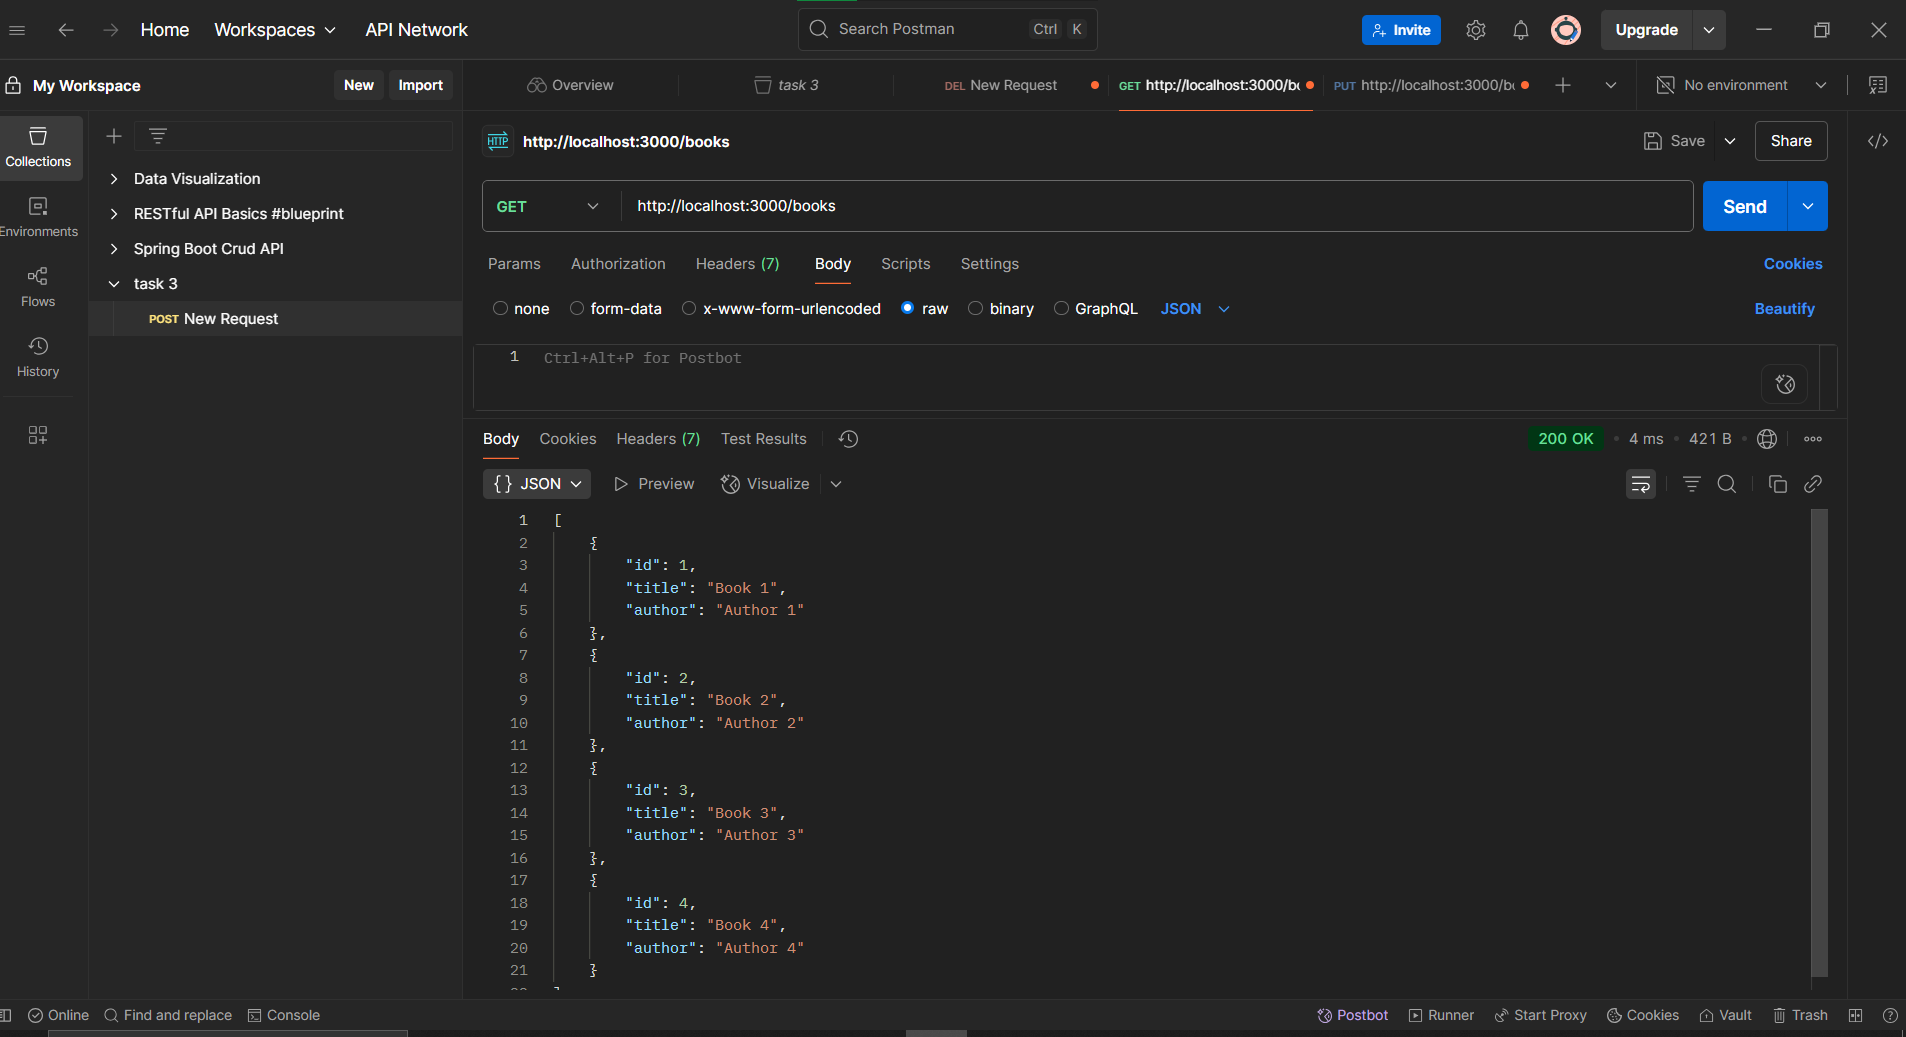 Home Workspaces API Network Search Postman Ctrl K Invite Upgrade
My Workspace New Import Overview task 3 DEL New Request GET http://localhost:3000/bo PUT http://localhost:3000/bo No environment
Collections
Environments
Flows
History
Data Visualization
RESTful API Basics #blueprint
Spring Boot Crud API
task 3
POST New Request
HTTP http://localhost:3000/books Save Share
GET http://localhost:3000/books Send
Params Authorization Headers (7) Body Scripts Settings Cookies
none form-data x-www-form-urlencoded raw binary GraphQL JSON Beautify
1 Ctrl+Alt+P for Postbot
Body Cookies Headers (7) Test Results 200 OK • 4 ms • 421 B •
{} JSON Preview Visualize
1 [
2 {
3 "id": 1,
4 "title": "Book 1",
5 "author": "Author 1"
6 },
7 {
8 "id": 2,
9 "title": "Book 2",
10 "author": "Author 2"
11 },
12 {
13 "id": 3,
14 "title": "Book 3",
15 "author": "Author 3"
16 },
17 {
18 "id": 4,
19 "title": "Book 4",
20 "author": "Author 4"
21 }
Online Find and replace Console Postbot Runner Start Proxy Cookies Vault Trash